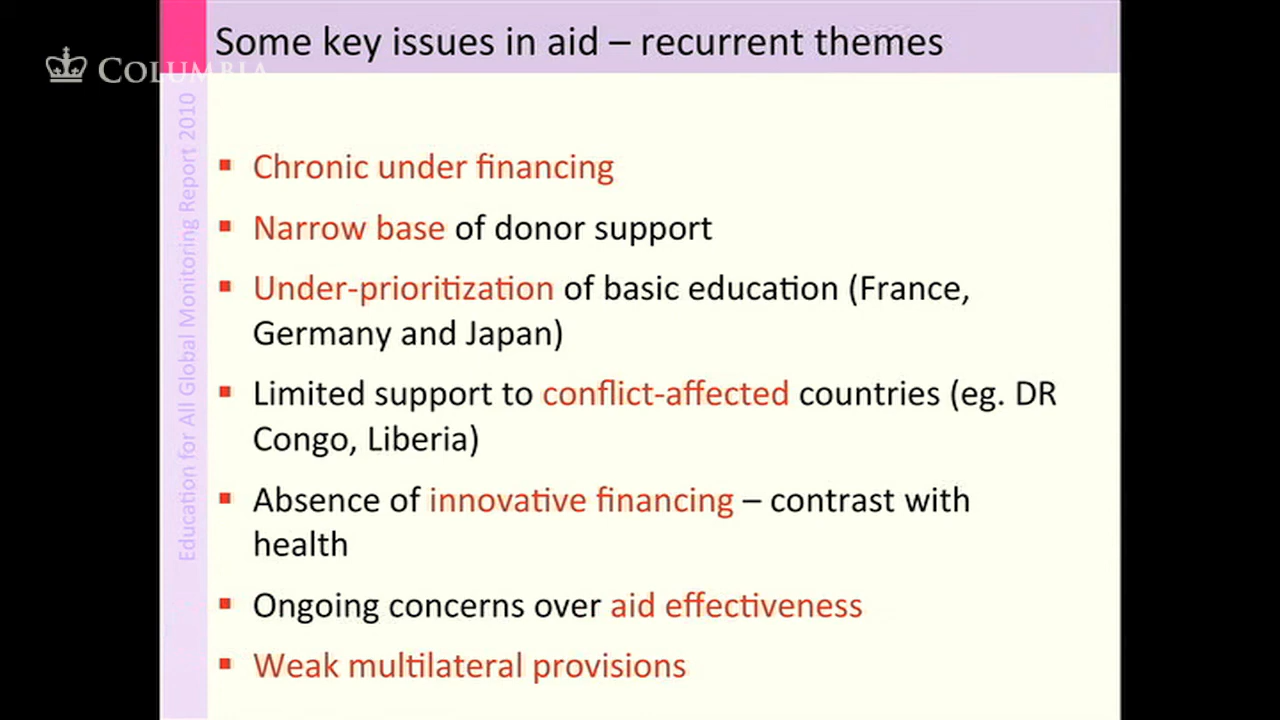 Some key issues in aid – recurrent themes
COLUMBIA
Education for All Global Monitoring Report 2010
▪ Chronic under financing
▪ Narrow base of donor support
▪ Under-prioritization of basic education (France,
Germany and Japan)
▪ Limited support to conflict-affected countries (eg. DR
Congo, Liberia)
▪ Absence of innovative financing – contrast with
health
▪ Ongoing concerns over aid effectiveness
▪ Weak multilateral provisions